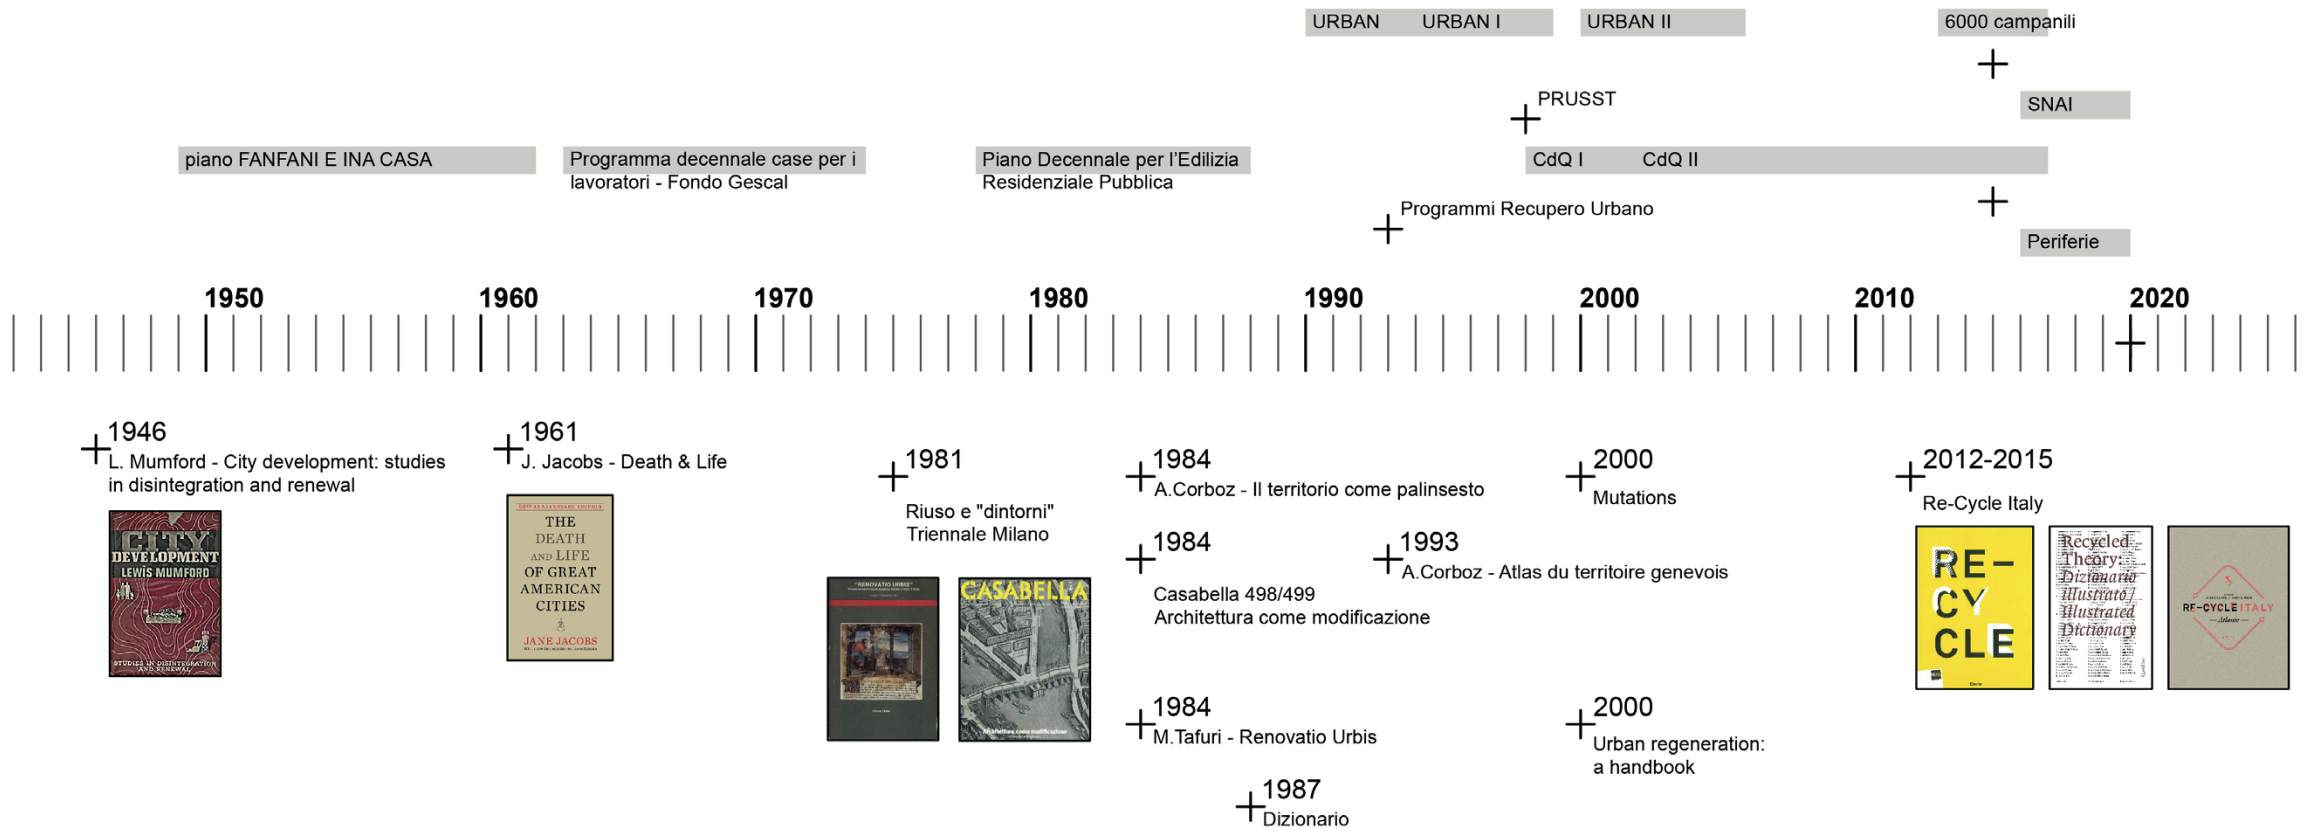 URBAN URBAN I URBAN II 6000 campanili
PRUSST
SNAI
piano FANFANI E INA CASA
Programma decennale case per i
lavoratori - Fondo Gescal
Piano Decennale per l'Edilizia
Residenziale Pubblica
CdQ I CdQ II
Programmi Recupero Urbano
Periferie
1950 1960 1970 1980 1990 2000 2010 2020
1946
L. Mumford - City development: studies
in disintegration and renewal
CITY
DEVELOPMENT
LEWIS MUMFORD
STUDIES IN DISINTEGRATION
AND RENEWAL
1961
J. Jacobs - Death & Life
THE
DEATH
AND LIFE
OF GREAT
AMERICAN
CITIES
JANE JACOBS
1981
Riuso e "dintorni"
Triennale Milano
"RENOVATIO URBIS"
CASABELLA
Architettura come modificazione
1984
A.Corboz - Il territorio come palinsesto
1984
Casabella 498/499
Architettura come modificazione
1993
A.Corboz - Atlas du territoire genevois
1984
M.Tafuri - Renovatio Urbis
1987
Dizionario
2000
Mutations
2000
Urban regeneration:
a handbook
2012-2015
Re-Cycle Italy
RE-
CY
CLE
Recycled
Theory:
Dizionario
illustrato /
Illustrated
Dictionary
RE-CYCLE ITALY
Atlante